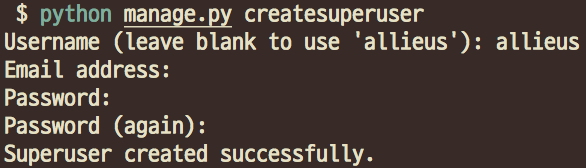 $ python manage.py createsuperuser
Username (leave blank to use 'allieus'): allieus
Email address:
Password:
Password (again):
Superuser created successfully.